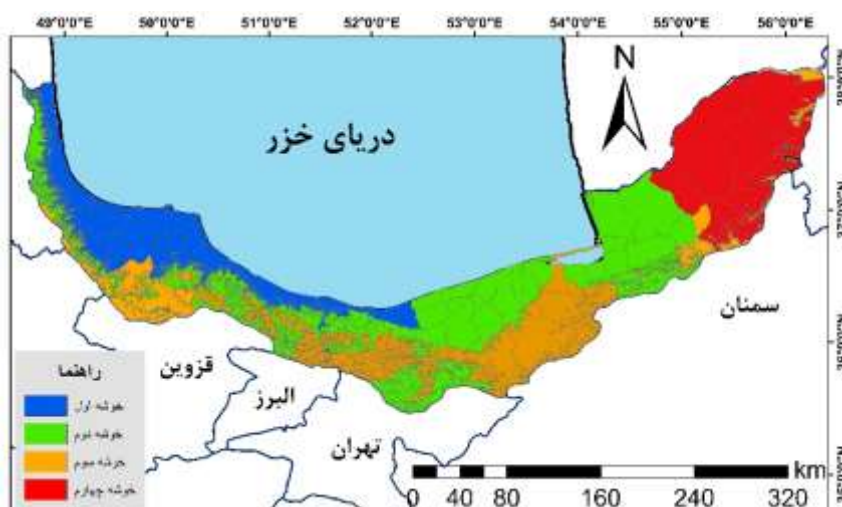 49°0'0"E 50°0'0"E 51°0'0"E 52°0'0"E 53°0'0"E 54°0'0"E 55°0'0"E 56°0'0"E
N
دریای خزر
سمنان
قزوین
البرز
تهران
راهنما
خوشه اول
خوشه دوم
خوشه سوم
خوشه چهارم
km
0 40 80 160 240 320